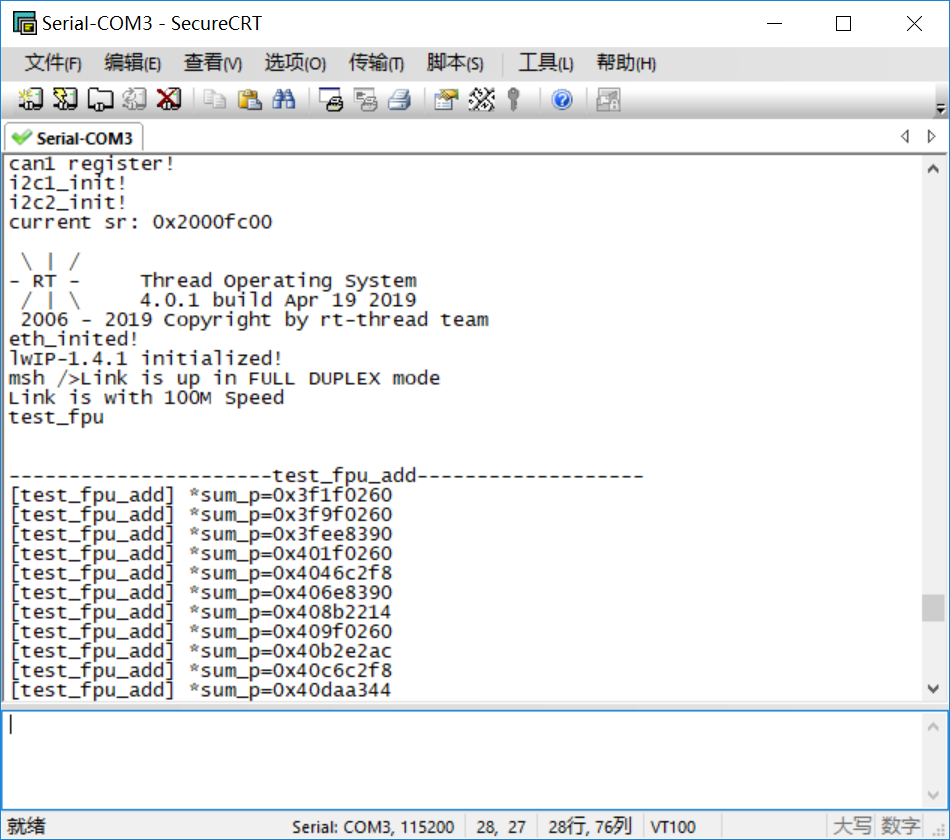 Serial-COM3 - SecureCRT
文件(F) 编辑(E) 查看(V) 选项(O) 传输(T) 脚本(S) 工具(L) 帮助(H)
Serial-COM3
can1 register!
i2c1_init!
i2c2_init!
current sr: 0x2000fc00
 \ | /
- RT -     Thread Operating System
 / | \     4.0.1 build Apr 19 2019
 2006 - 2019 Copyright by rt-thread team
eth_inited!
lwIP-1.4.1 initialized!
msh />Link is up in FULL DUPLEX mode
Link is with 100M Speed
test_fpu
----------------------test_fpu_add-------------------
[test_fpu_add] *sum_p=0x3f1f0260
[test_fpu_add] *sum_p=0x3f9f0260
[test_fpu_add] *sum_p=0x3fee8390
[test_fpu_add] *sum_p=0x401f0260
[test_fpu_add] *sum_p=0x4046c2f8
[test_fpu_add] *sum_p=0x406e8390
[test_fpu_add] *sum_p=0x408b2214
[test_fpu_add] *sum_p=0x409f0260
[test_fpu_add] *sum_p=0x40b2e2ac
[test_fpu_add] *sum_p=0x40c6c2f8
[test_fpu_add] *sum_p=0x40daa344
就绪 Serial: COM3, 115200 28, 27 28行, 76列 VT100 大写 数字